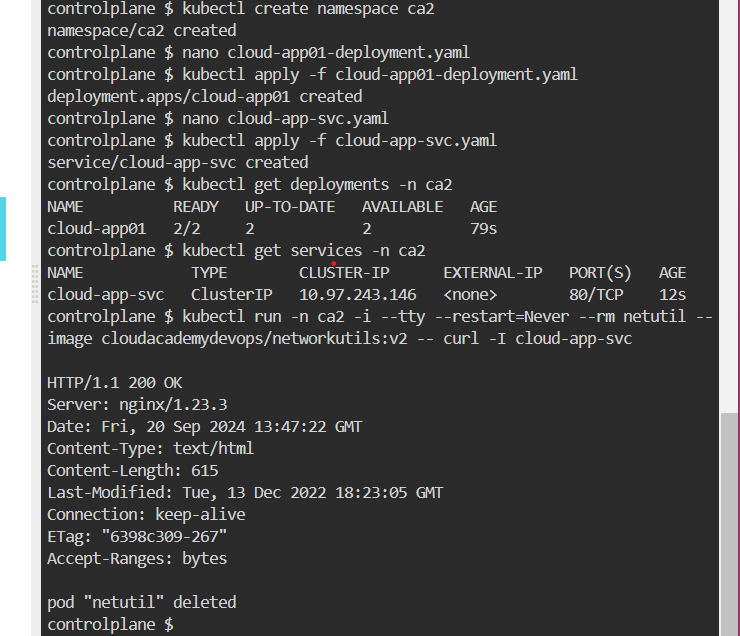 controlplane $ kubectl create namespace ca2
namespace/ca2 created
controlplane $ nano cloud-app01-deployment.yaml
controlplane $ kubectl apply -f cloud-app01-deployment.yaml
deployment.apps/cloud-app01 created
controlplane $ nano cloud-app-svc.yaml
controlplane $ kubectl apply -f cloud-app-svc.yaml
service/cloud-app-svc created
controlplane $ kubectl get deployments -n ca2
NAME          READY   UP-TO-DATE   AVAILABLE   AGE
cloud-app01   2/2     2            2           79s
controlplane $ kubectl get services -n ca2
NAME            TYPE        CLUSTER-IP      EXTERNAL-IP   PORT(S)   AGE
cloud-app-svc   ClusterIP   10.97.243.146   <none>        80/TCP    12s
controlplane $ kubectl run -n ca2 -i --tty --restart=Never --rm netutil --
image cloudacademydevops/networkutils:v2 -- curl -I cloud-app-svc
HTTP/1.1 200 OK
Server: nginx/1.23.3
Date: Fri, 20 Sep 2024 13:47:22 GMT
Content-Type: text/html
Content-Length: 615
Last-Modified: Tue, 13 Dec 2022 18:23:05 GMT
Connection: keep-alive
ETag: "6398c309-267"
Accept-Ranges: bytes
pod "netutil" deleted
controlplane $